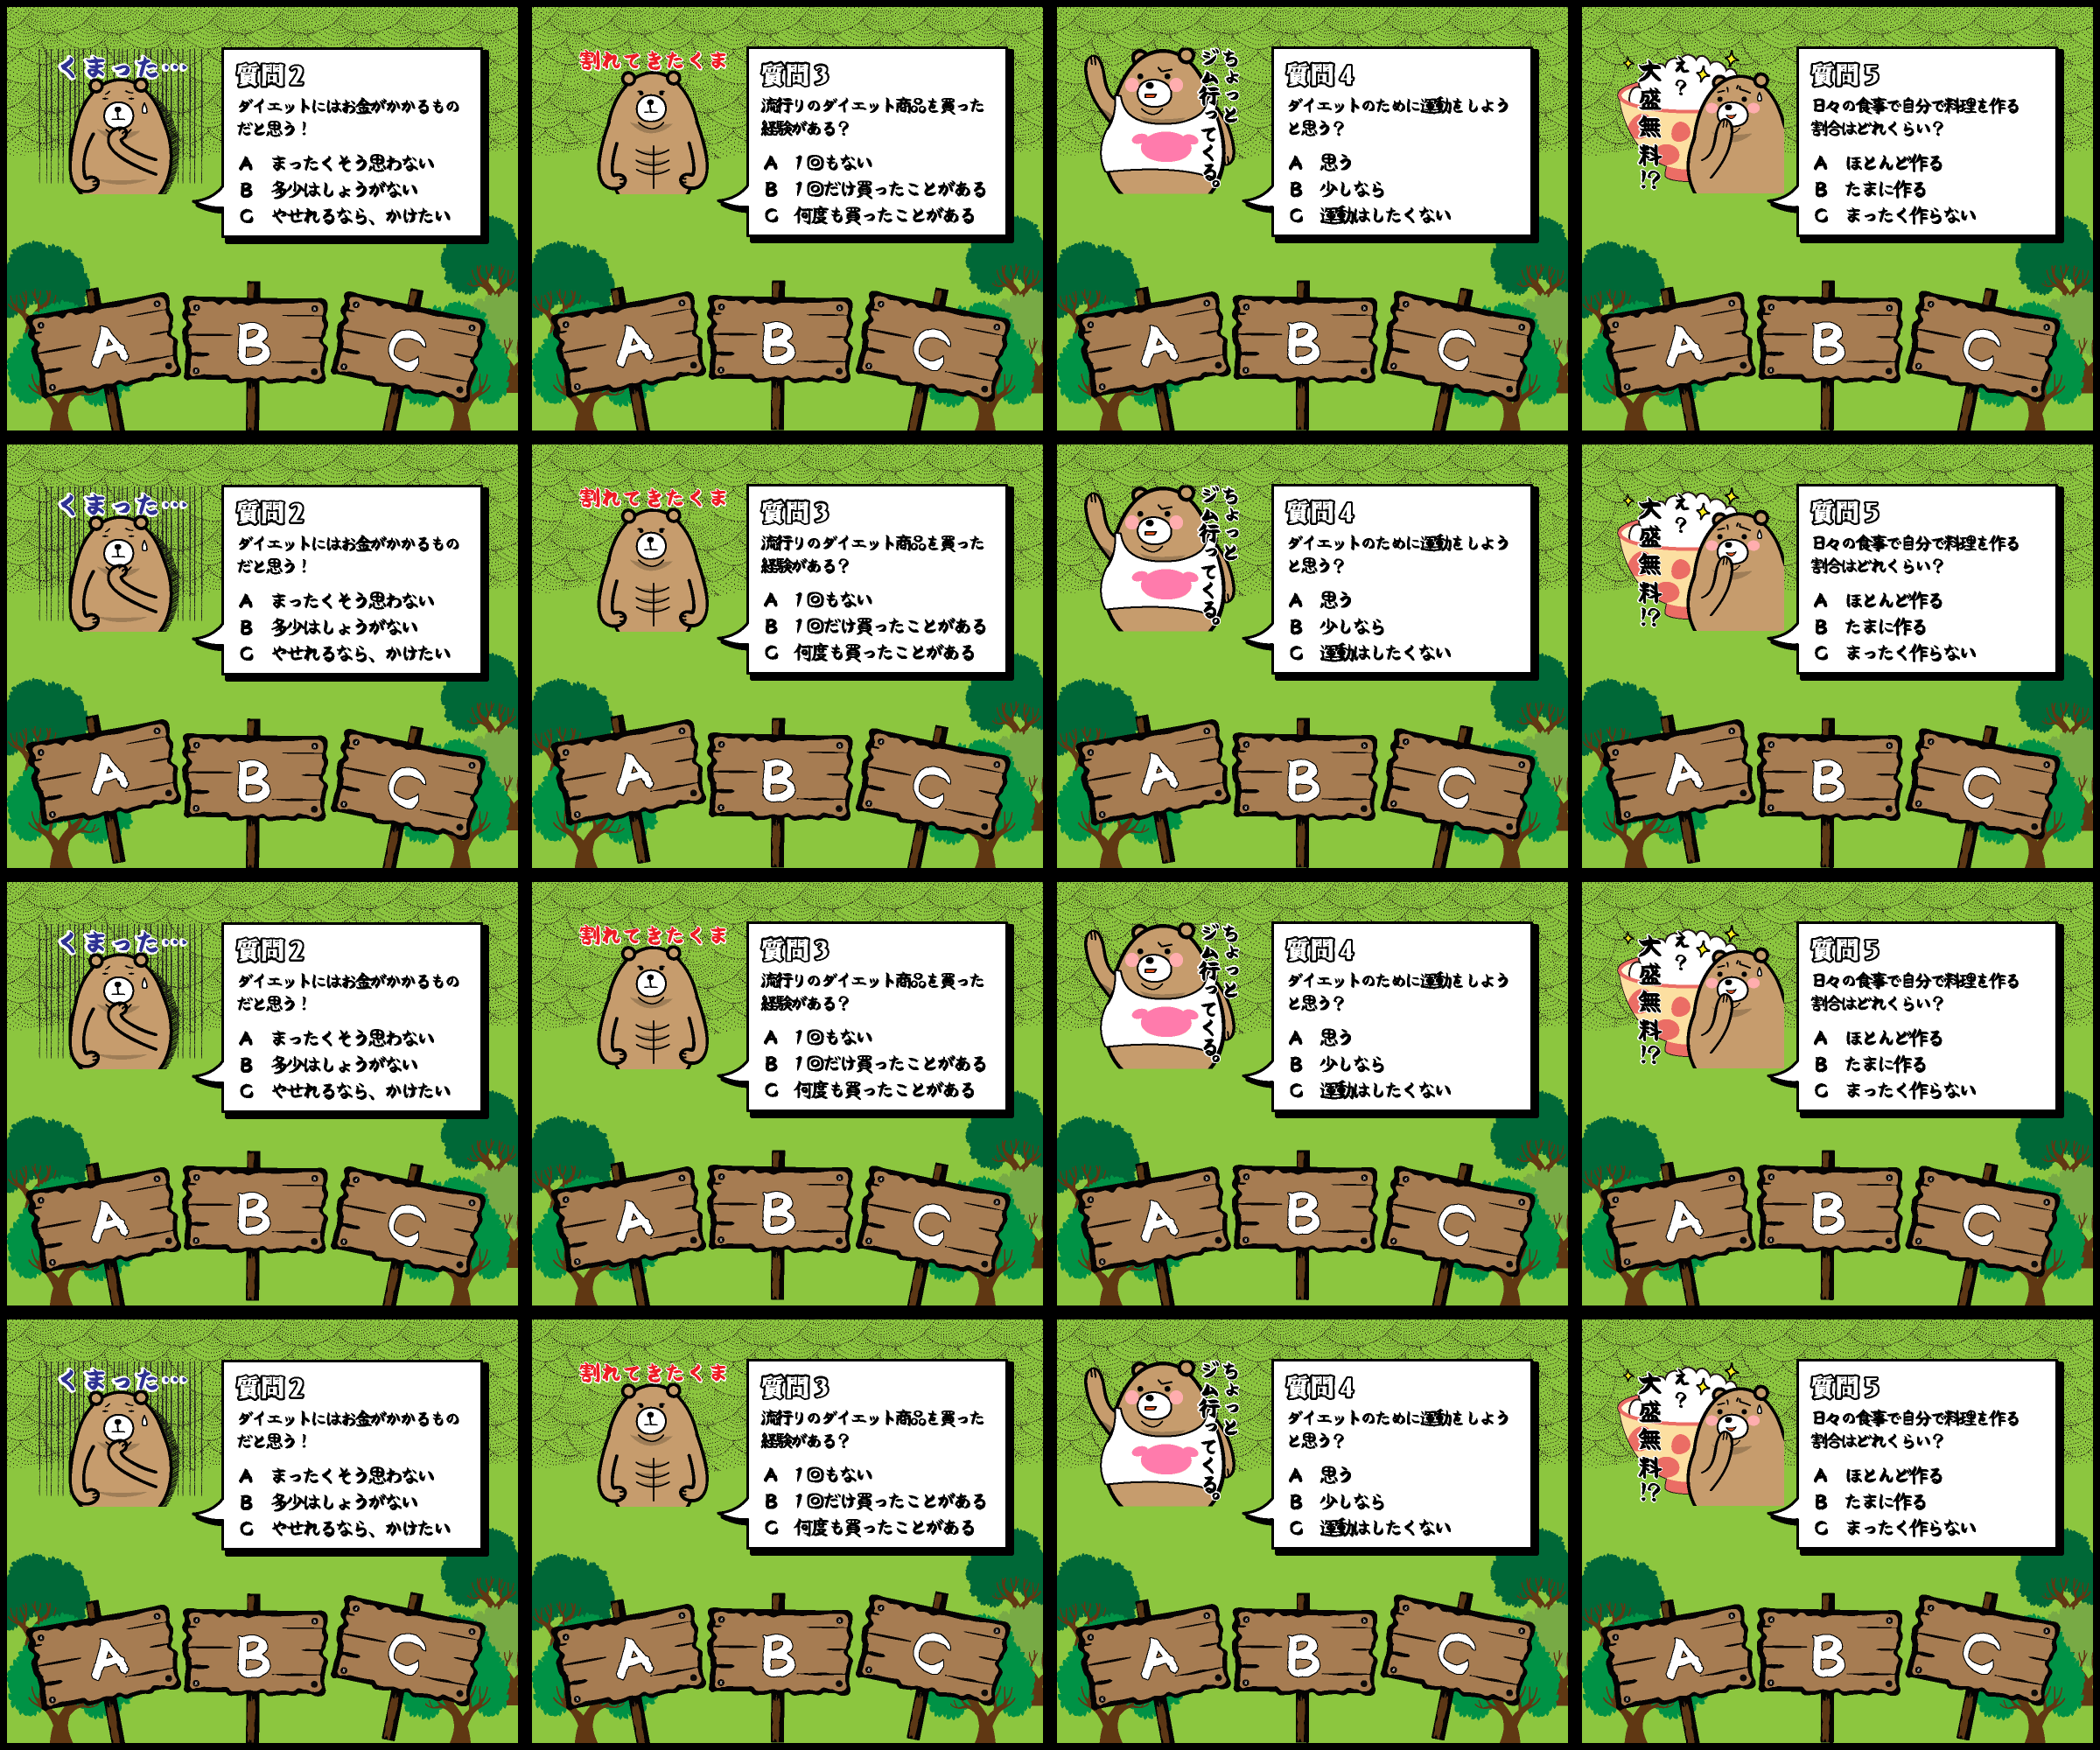 くまった…
質問2
ダイエットにはお金がかかるもの
だと思う!
A まったくそう思わない
B 多少はしょうがない
C やせれるなら、かけたい
A B C
割れてきたくま
質問3
流行りのダイエット商品を買った
経験がある?
A 1回もない
B 1回だけ買ったことがある
C 何度も買ったことがある
A B C
ちょっと
ジム行ってくる。
質問4
ダイエットのために運動をしよう
と思う?
A 思う
B 少しなら
C 運動はしたくない
A B C
え?
大盛無料!?
質問5
日々の食事で自分で料理を作る
割合はどれくらい?
A ほとんど作る
B たまに作る
C まったく作らない
A B C
くまった…
質問2
ダイエットにはお金がかかるもの
だと思う!
A まったくそう思わない
B 多少はしょうがない
C やせれるなら、かけたい
A B C
割れてきたくま
質問3
流行りのダイエット商品を買った
経験がある?
A 1回もない
B 1回だけ買ったことがある
C 何度も買ったことがある
A B C
ちょっと
ジム行ってくる。
質問4
ダイエットのために運動をしよう
と思う?
A 思う
B 少しなら
C 運動はしたくない
A B C
え?
大盛無料!?
質問5
日々の食事で自分で料理を作る
割合はどれくらい?
A ほとんど作る
B たまに作る
C まったく作らない
A B C
くまった…
質問2
ダイエットにはお金がかかるもの
だと思う!
A まったくそう思わない
B 多少はしょうがない
C やせれるなら、かけたい
A B C
割れてきたくま
質問3
流行りのダイエット商品を買った
経験がある?
A 1回もない
B 1回だけ買ったことがある
C 何度も買ったことがある
A B C
ちょっと
ジム行ってくる。
質問4
ダイエットのために運動をしよう
と思う?
A 思う
B 少しなら
C 運動はしたくない
A B C
え?
大盛無料!?
質問5
日々の食事で自分で料理を作る
割合はどれくらい?
A ほとんど作る
B たまに作る
C まったく作らない
A B C
くまった…
質問2
ダイエットにはお金がかかるもの
だと思う!
A まったくそう思わない
B 多少はしょうがない
C やせれるなら、かけたい
A B C
割れてきたくま
質問3
流行りのダイエット商品を買った
経験がある?
A 1回もない
B 1回だけ買ったことがある
C 何度も買ったことがある
A B C
ちょっと
ジム行ってくる。
質問4
ダイエットのために運動をしよう
と思う?
A 思う
B 少しなら
C 運動はしたくない
A B C
え?
大盛無料!?
質問5
日々の食事で自分で料理を作る
割合はどれくらい?
A ほとんど作る
B たまに作る
C まったく作らない
A B C